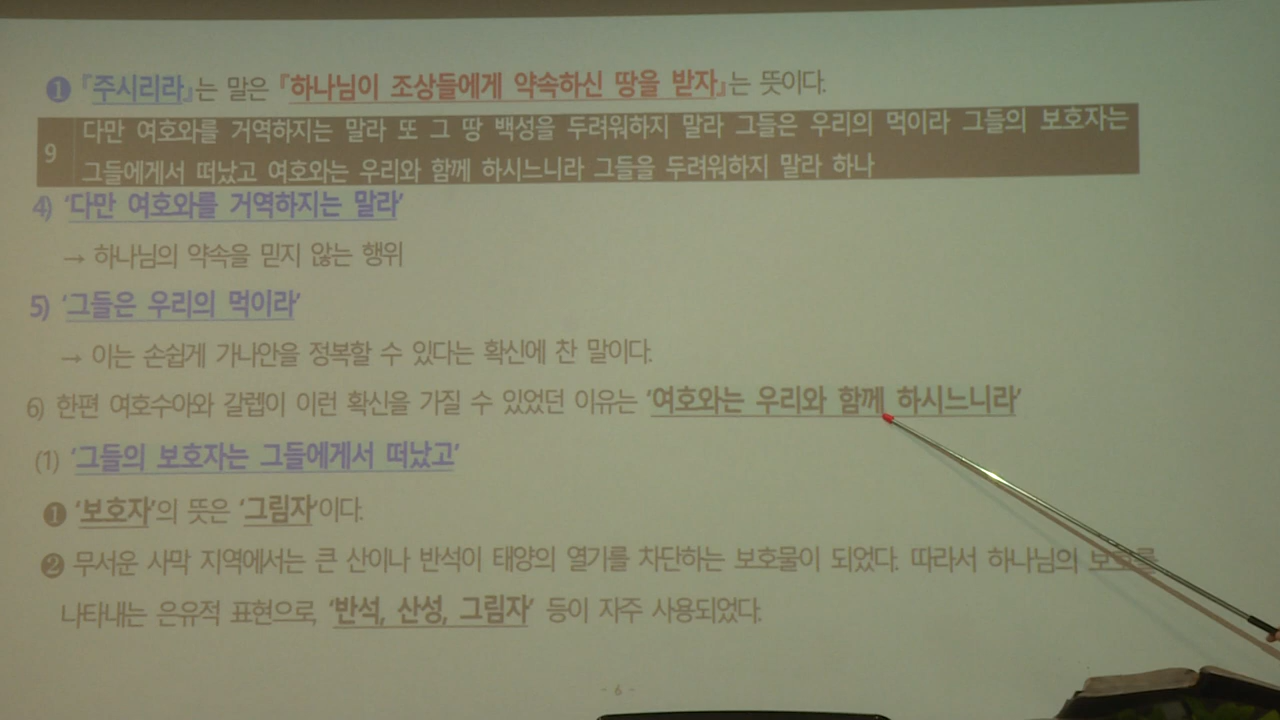 ❶ 『주시리라』는 말은 『하나님이 조상들에게 약속하신 땅을 받자』는 뜻이다.
9 다만 여호와를 거역하지는 말라 또 그 땅 백성을 두려워하지 말라 그들은 우리의 먹이라 그들의 보호자는
그들에게서 떠났고 여호와는 우리와 함께 하시느니라 그들을 두려워하지 말라 하나
4) ‘다만 여호와를 거역하지는 말라’
→ 하나님의 약속을 믿지 않는 행위
5) ‘그들은 우리의 먹이라’
→ 이는 손쉽게 가나안을 정복할 수 있다는 확신에 찬 말이다.
6) 한편 여호수아와 갈렙이 이런 확신을 가질 수 있었던 이유는 ‘여호와는 우리와 함께 하시느니라’
(1) ‘그들의 보호자는 그들에게서 떠났고’
❶ ‘보호자’의 뜻은 ‘그림자’이다.
❷ 무서운 사막 지역에서는 큰 산이나 반석이 태양의 열기를 차단하는 보호물이 되었다. 따라서 하나님의 보호를
나타내는 은유적 표현으로, ‘반석, 산성, 그림자’ 등이 자주 사용되었다.
- 6 -